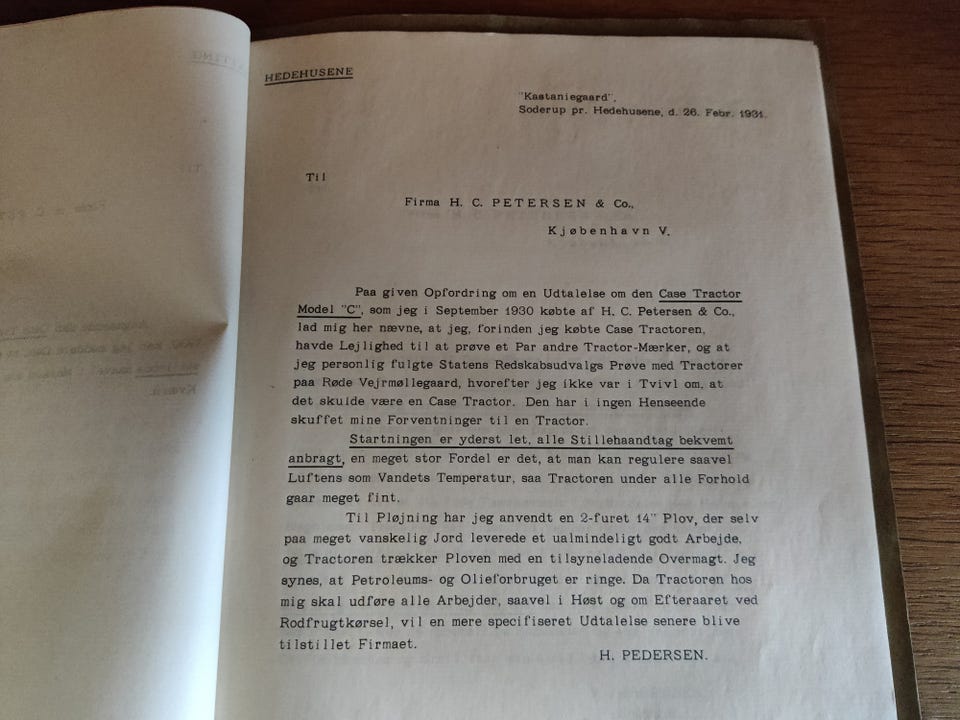 HEDEHUSENE
"Kastaniegaard",
Soderup pr. Hedehusene, d. 26. Febr. 1931.
Til
Firma H. C. PETERSEN & Co.,
Kjøbenhavn V.
Paa given Opfordring om en Udtalelse om den Case Tractor
Model "C", som jeg i September 1930 købte af H. C. Petersen & Co.,
lad mig her nævne, at jeg, forinden jeg købte Case Tractoren,
havde Lejlighed til at prøve et Par andre Tractor-Mærker, og at
jeg personlig fulgte Statens Redskabsudvalgs Prøve med Tractorer
paa Røde Vejrmøllegaard, hvorefter jeg ikke var i Tvivl om, at
det skulde være en Case Tractor. Den har i ingen Henseende
skuffet mine Forventninger til en Tractor.
Startningen er yderst let, alle Stillehaandtag bekvemt
anbragt, en meget stor Fordel er det, at man kan regulere saavel
Luftens som Vandets Temperatur, saa Tractoren under alle Forhold
gaar meget fint.
Til Pløjning har jeg anvendt en 2-furet 14" Plov, der selv
paa meget vanskelig Jord leverede et ualmindeligt godt Arbejde,
og Tractoren trækker Ploven med en tilsyneladende Overmagt. Jeg
synes, at Petroleums- og Olieforbruget er ringe. Da Tractoren hos
mig skal udføre alle Arbejder, saavel i Høst og om Efteraaret ved
Rodfrugtkørsel, vil en mere specifiseret Udtalelse senere blive
tilstillet Firmaet.
H. PEDERSEN.